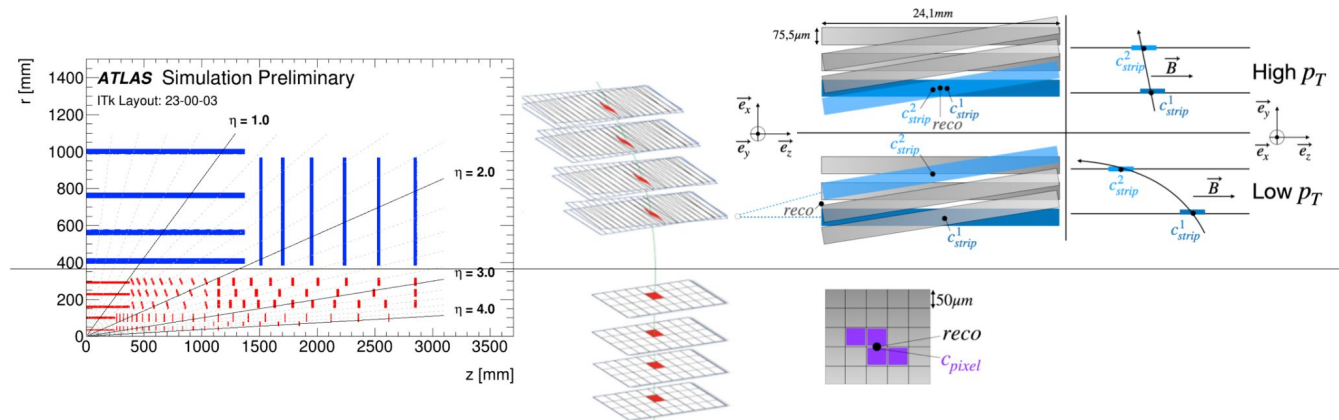 r [mm]
1400
1200
1000
800
600
400
200
0
ATLAS Simulation Preliminary
ITk Layout: 23-00-03
η = 1.0
η = 2.0
η = 3.0
η = 4.0
0 500 1000 1500 2000 2500 3000 3500
z [mm]
24,1mm
75,5μm
c²strip
reco
c¹strip
ex
ey
ez
c²strip
B
c¹strip
High pT
ey
ex
ez
c²strip
reco
c¹strip
c²strip
B
c¹strip
Low pT
50μm
reco
cpixel